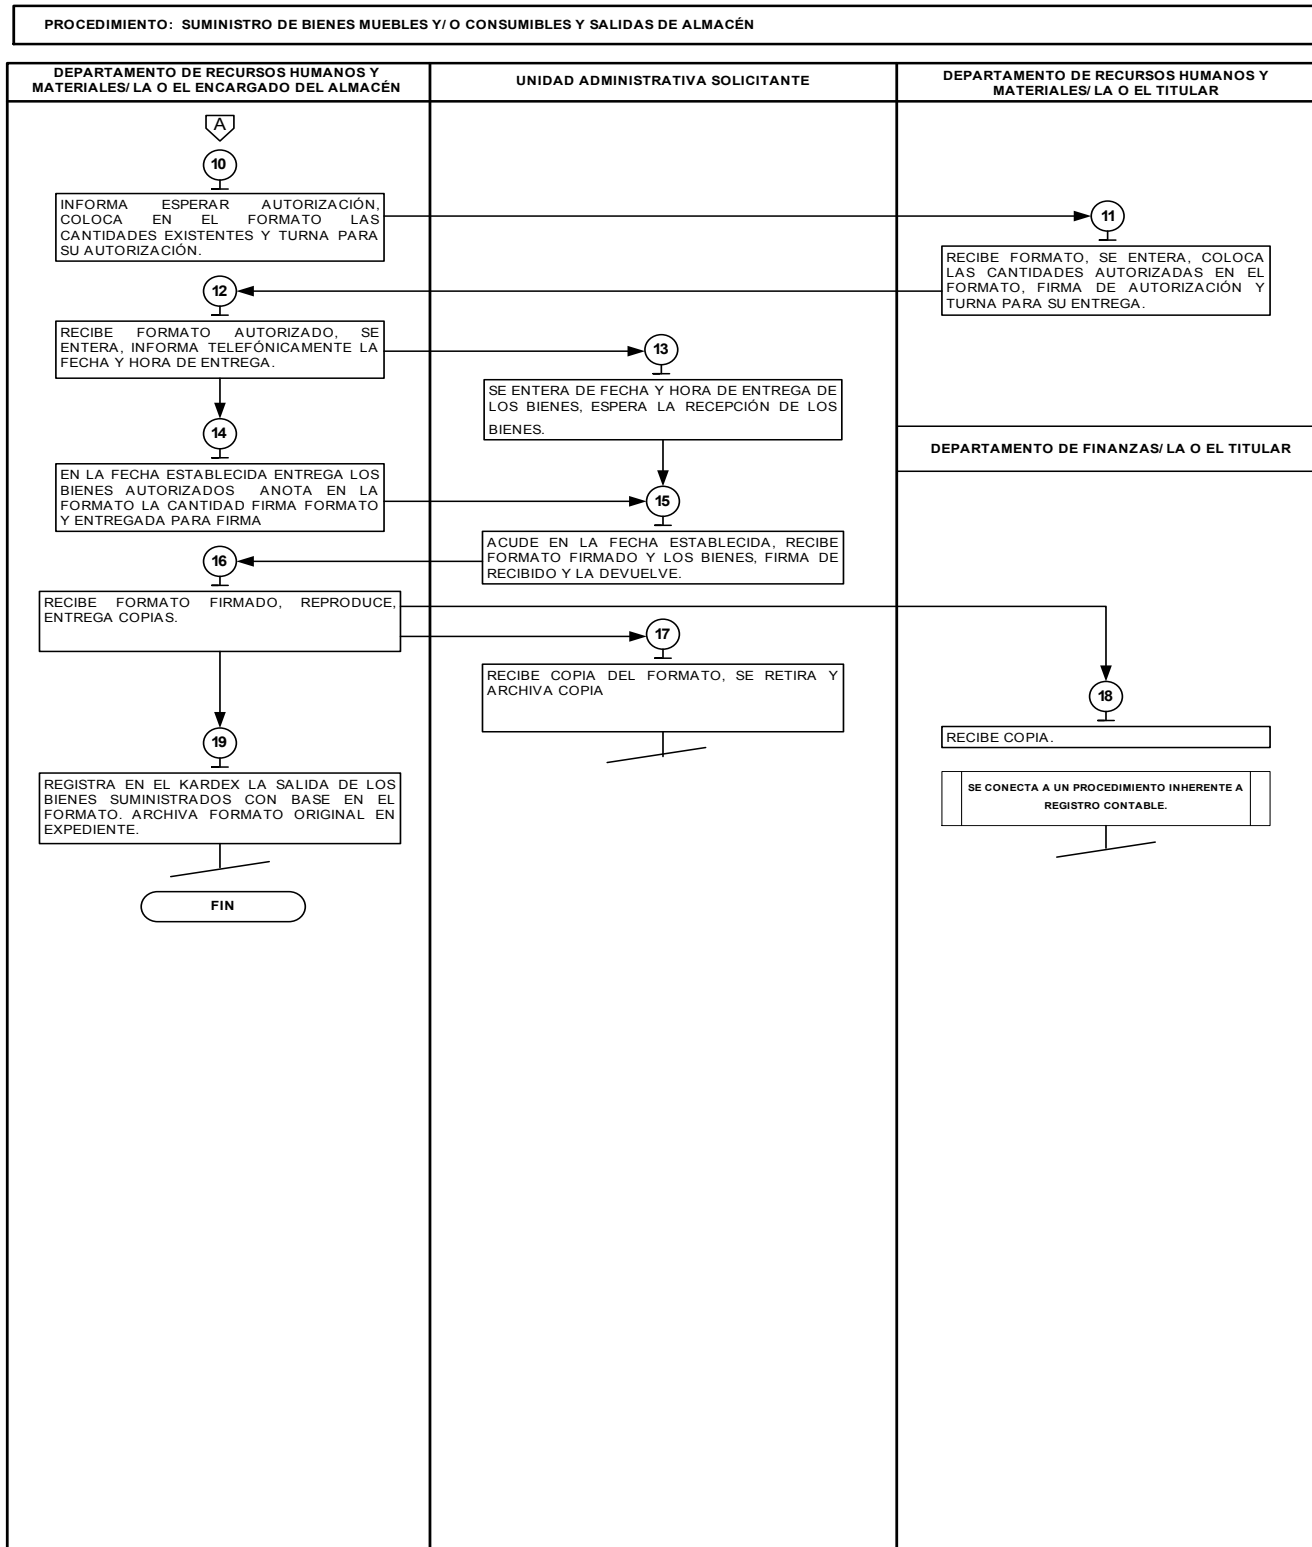 PROCEDIMIENTO: SUMINISTRO DE BIENES MUEBLES Y/ O CONSUMIBLES Y SALIDAS DE ALMACÉN
DEPARTAMENTO DE RECURSOS HUMANOS Y
MATERIALES/ LA O EL ENCARGADO DEL ALMACÉN
UNIDAD ADMINISTRATIVA SOLICITANTE
DEPARTAMENTO DE RECURSOS HUMANOS Y
MATERIALES/ LA O EL TITULAR
A
10
INFORMA ESPERAR AUTORIZACIÓN,
COLOCA EN EL FORMATO LAS
CANTIDADES EXISTENTES Y TURNA PARA
SU AUTORIZACIÓN.
11
RECIBE FORMATO, SE ENTERA, COLOCA
LAS CANTIDADES AUTORIZADAS EN EL
FORMATO, FIRMA DE AUTORIZACIÓN Y
TURNA PARA SU ENTREGA.
12
RECIBE FORMATO AUTORIZADO, SE
ENTERA, INFORMA TELEFÓNICAMENTE LA
FECHA Y HORA DE ENTREGA.
13
SE ENTERA DE FECHA Y HORA DE ENTREGA DE
LOS BIENES, ESPERA LA RECEPCIÓN DE LOS
BIENES.
14
EN LA FECHA ESTABLECIDA ENTREGA LOS
BIENES AUTORIZADOS ANOTA EN LA
FORMATO LA CANTIDAD FIRMA FORMATO
Y ENTREGADA PARA FIRMA
DEPARTAMENTO DE FINANZAS/ LA O EL TITULAR
15
ACUDE EN LA FECHA ESTABLECIDA, RECIBE
FORMATO FIRMADO Y LOS BIENES, FIRMA DE
RECIBIDO Y LA DEVUELVE.
16
RECIBE FORMATO FIRMADO, REPRODUCE,
ENTREGA COPIAS.
17
RECIBE COPIA DEL FORMATO, SE RETIRA Y
ARCHIVA COPIA
18
RECIBE COPIA.
SE CONECTA A UN PROCEDIMIENTO INHERENTE A
REGISTRO CONTABLE.
19
REGISTRA EN EL KARDEX LA SALIDA DE LOS
BIENES SUMINISTRADOS CON BASE EN EL
FORMATO. ARCHIVA FORMATO ORIGINAL EN
EXPEDIENTE.
FIN